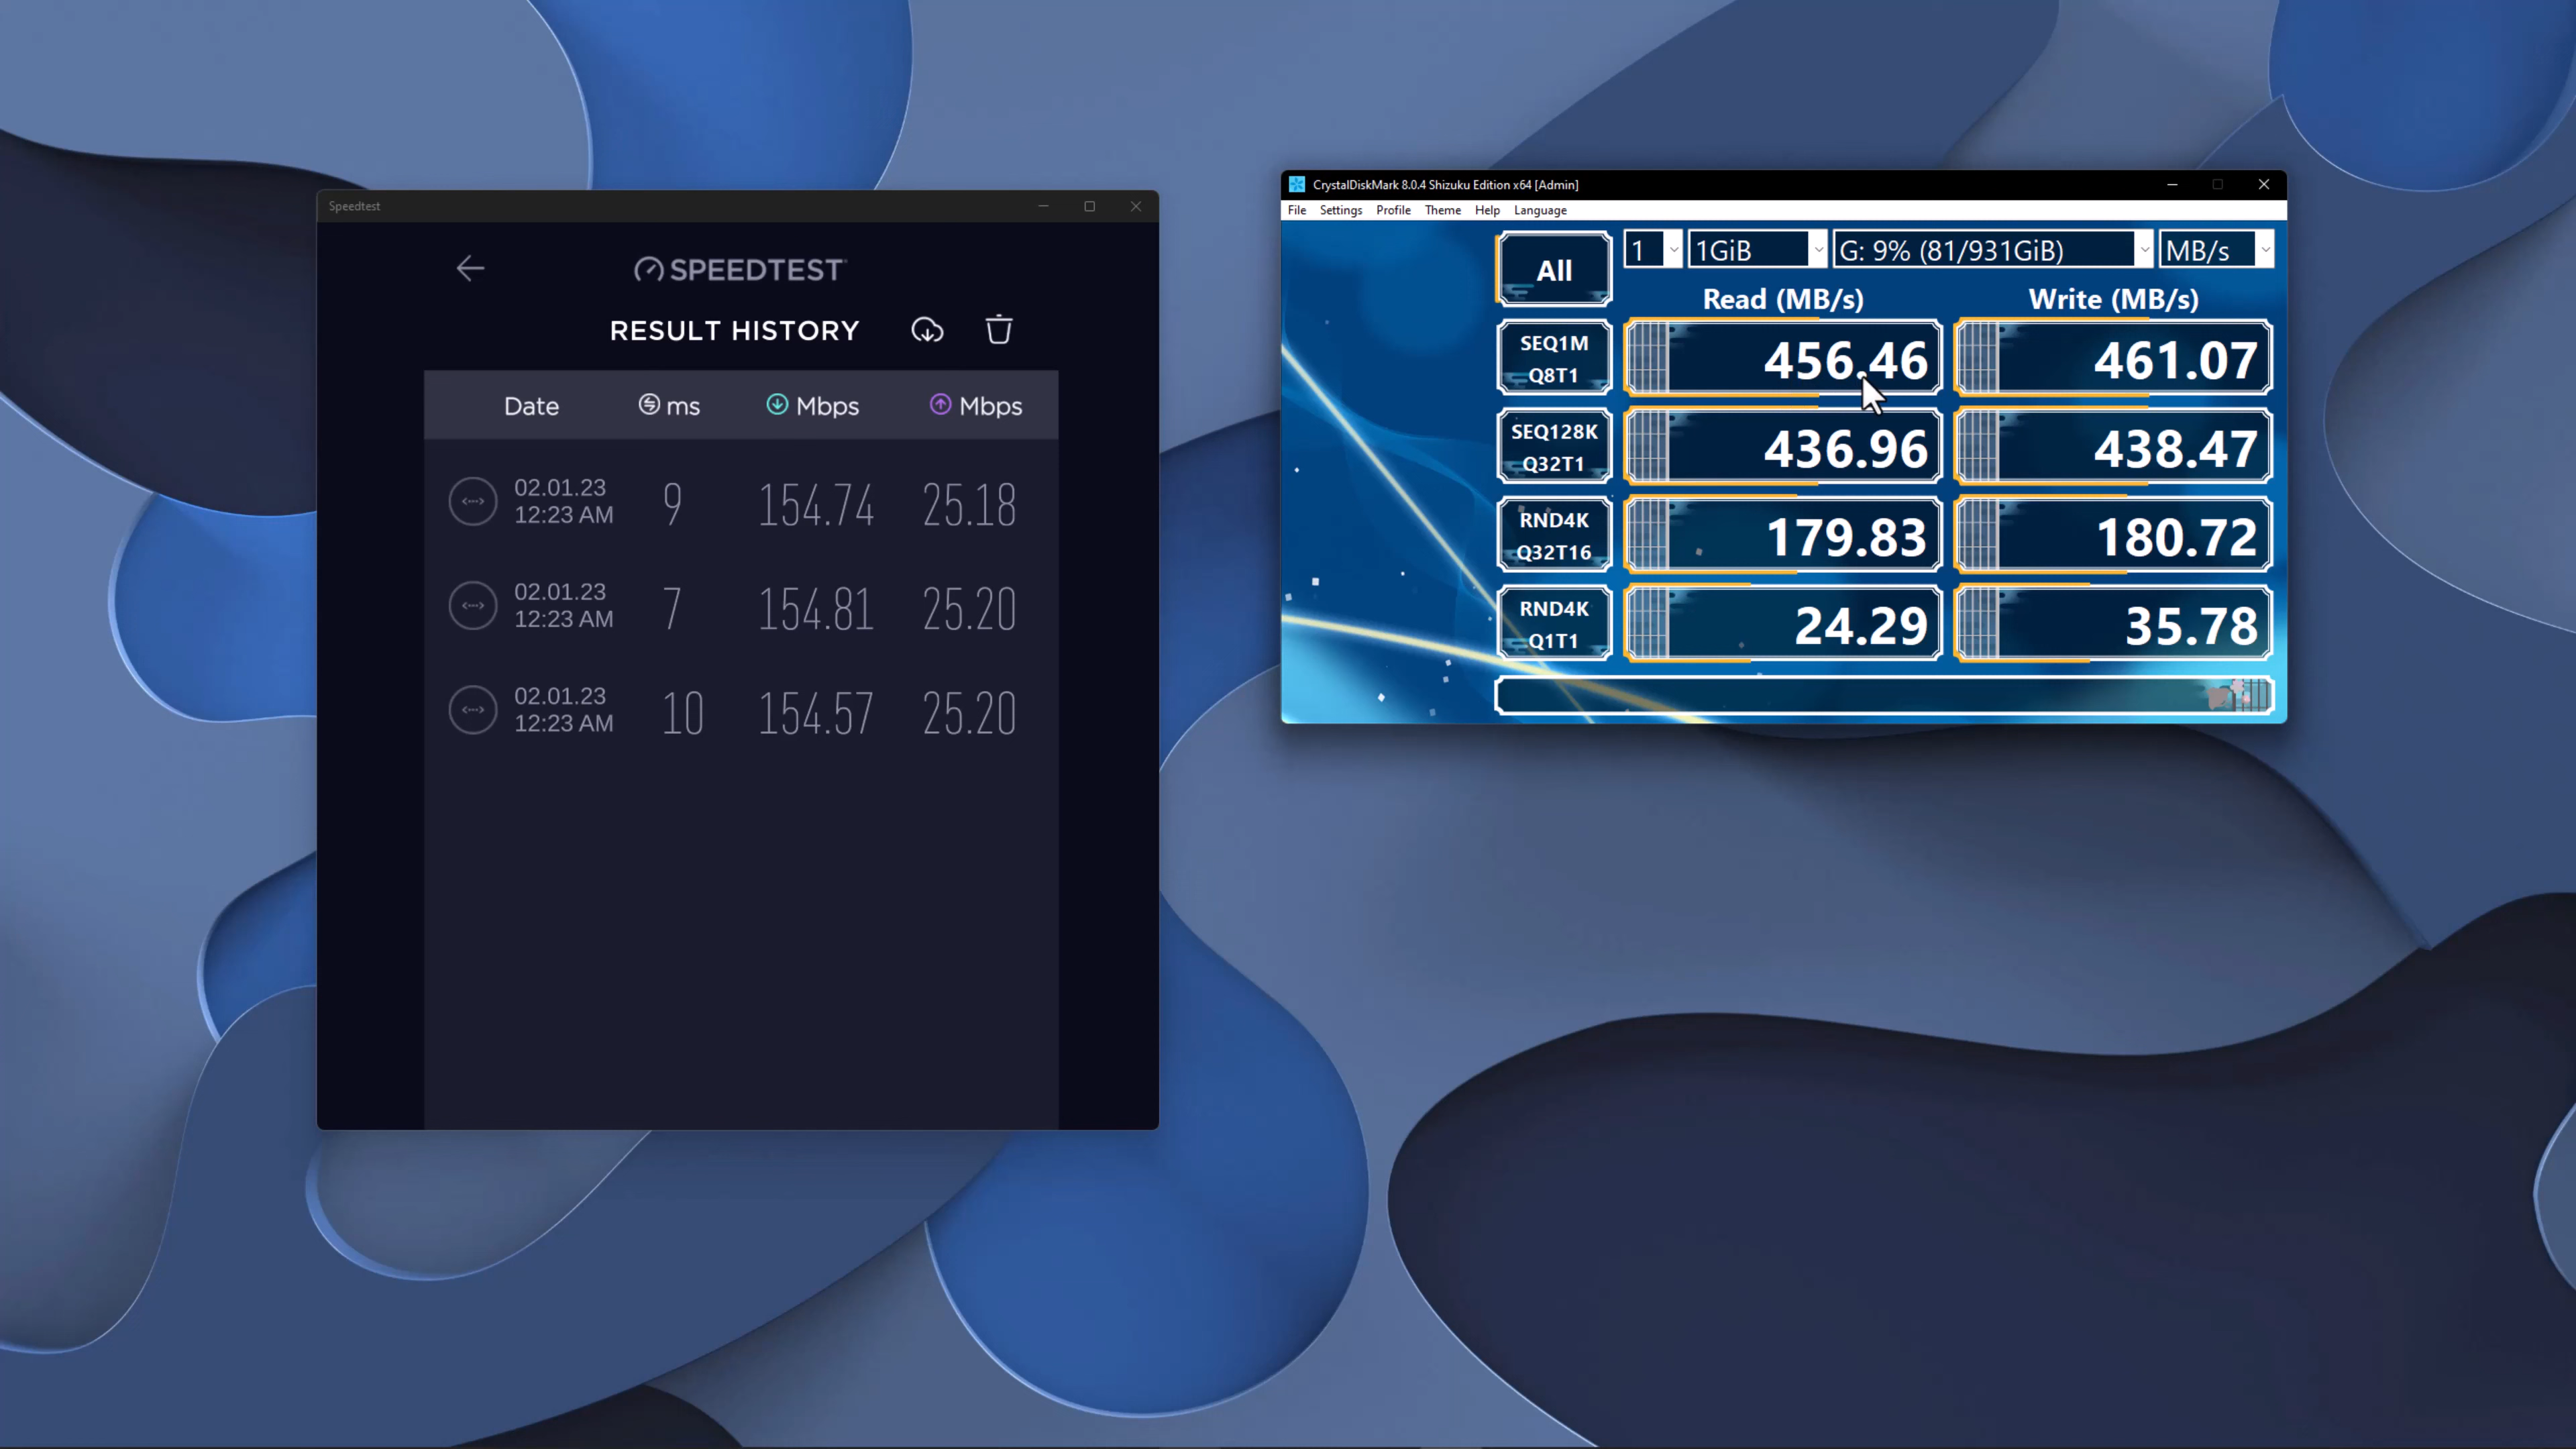 Speedtest
SPEEDTEST
RESULT HISTORY
Date ms Mbps Mbps
02.01.23 12:23 AM 9 154.74 25.18
02.01.23 12:23 AM 7 154.81 25.20
02.01.23 12:23 AM 10 154.57 25.20
CrystalDiskMark 8.0.4 Shizuku Edition x64 [Admin]
File Settings Profile Theme Help Language
All 1 1GiB G: 9% (81/931GiB) MB/s
Read (MB/s) Write (MB/s)
SEQ1M Q8T1 456.46 461.07
SEQ128K Q32T1 436.96 438.47
RND4K Q32T16 179.83 180.72
RND4K Q1T1 24.29 35.78